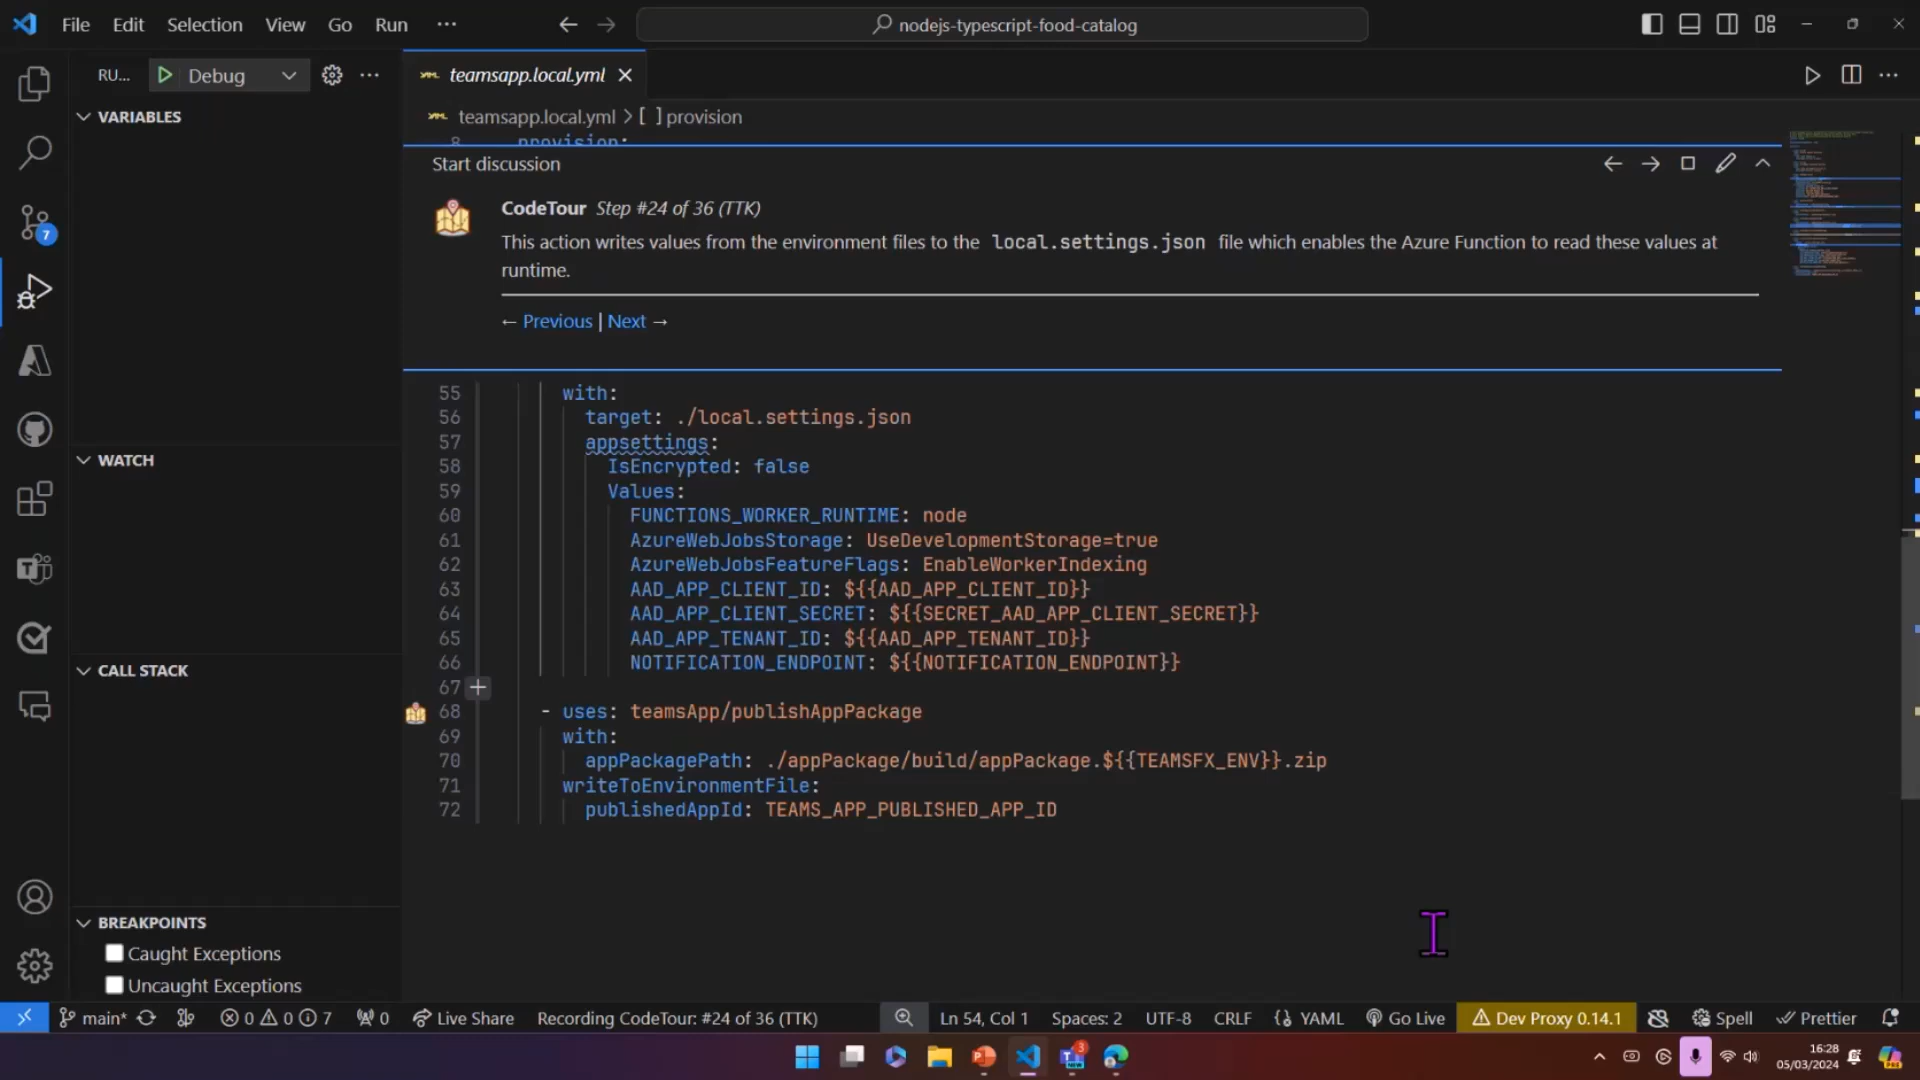 File Edit Selection View Go Run ···
nodejs-typescript-food-catalog
RU... Debug
teamsapp.local.yml
teamsapp.local.yml > [ ] provision
VARIABLES
8 provision:
Start discussion
CodeTour Step #24 of 36 (TTK)
This action writes values from the environment files to the local.settings.json file which enables the Azure Function to read these values at
runtime.
← Previous | Next →
7
55 with:
56 target: ./local.settings.json
57 appsettings:
58 IsEncrypted: false
59 Values:
60 FUNCTIONS_WORKER_RUNTIME: node
61 AzureWebJobsStorage: UseDevelopmentStorage=true
62 AzureWebJobsFeatureFlags: EnableWorkerIndexing
63 AAD_APP_CLIENT_ID: ${{AAD_APP_CLIENT_ID}}
64 AAD_APP_CLIENT_SECRET: ${{SECRET_AAD_APP_CLIENT_SECRET}}
65 AAD_APP_TENANT_ID: ${{AAD_APP_TENANT_ID}}
66 NOTIFICATION_ENDPOINT: ${{NOTIFICATION_ENDPOINT}}
67
68 - uses: teamsApp/publishAppPackage
69 with:
70 appPackagePath: ./appPackage/build/appPackage.${{TEAMSFX_ENV}}.zip
71 writeToEnvironmentFile:
72 publishedAppId: TEAMS_APP_PUBLISHED_APP_ID
WATCH
CALL STACK
BREAKPOINTS
Caught Exceptions
Uncaught Exceptions
main* 0 0 7 0 Live Share Recording CodeTour: #24 of 36 (TTK) Ln 54, Col 1 Spaces: 2 UTF-8 CRLF YAML Go Live Dev Proxy 0.14.1 Spell Prettier
3
16:28
05/03/2024